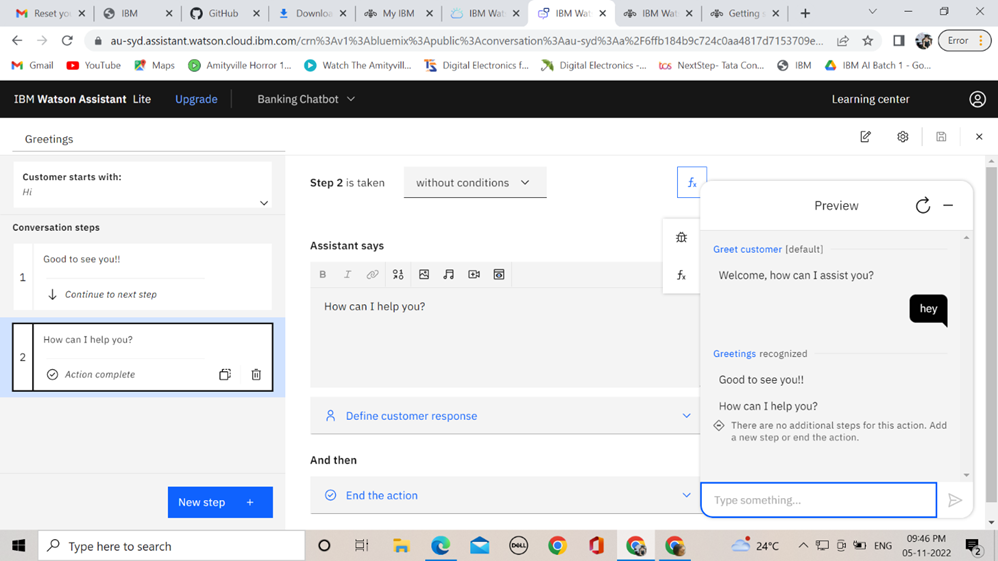 Reset you
IBM
GitHub
Downloa
My IBM
IBM Wat
IBM Wat
IBM Wat
Getting s
au-syd.assistant.watson.cloud.ibm.com/crn%3Av1%3Abluemix%3Apublic%3Aconversation%3Aau-syd%3Aa%2F6ffb184b9c724c0aa4817d7153709e...
Error
Gmail
YouTube
Maps
Amityville Horror 1...
Watch The Amityvill...
Digital Electronics f...
Digital Electronics -...
tcs NextStep- Tata Con...
IBM
IBM AI Batch 1 - Go...
IBM Watson Assistant Lite
Upgrade
Banking Chatbot
Learning center
Greetings
Customer starts with:
Hi
Conversation steps
1
Good to see you!!
Continue to next step
2
How can I help you?
Action complete
New step +
Step 2 is taken
without conditions
fx
Assistant says
B I
fx
How can I help you?
Define customer response
And then
End the action
Preview
Greet customer [default]
Welcome, how can I assist you?
hey
Greetings recognized
Good to see you!!
How can I help you?
There are no additional steps for this action. Add
a new step or end the action.
Type something...
Type here to search
DELL
24°C
ENG
09:46 PM
05-11-2022
2